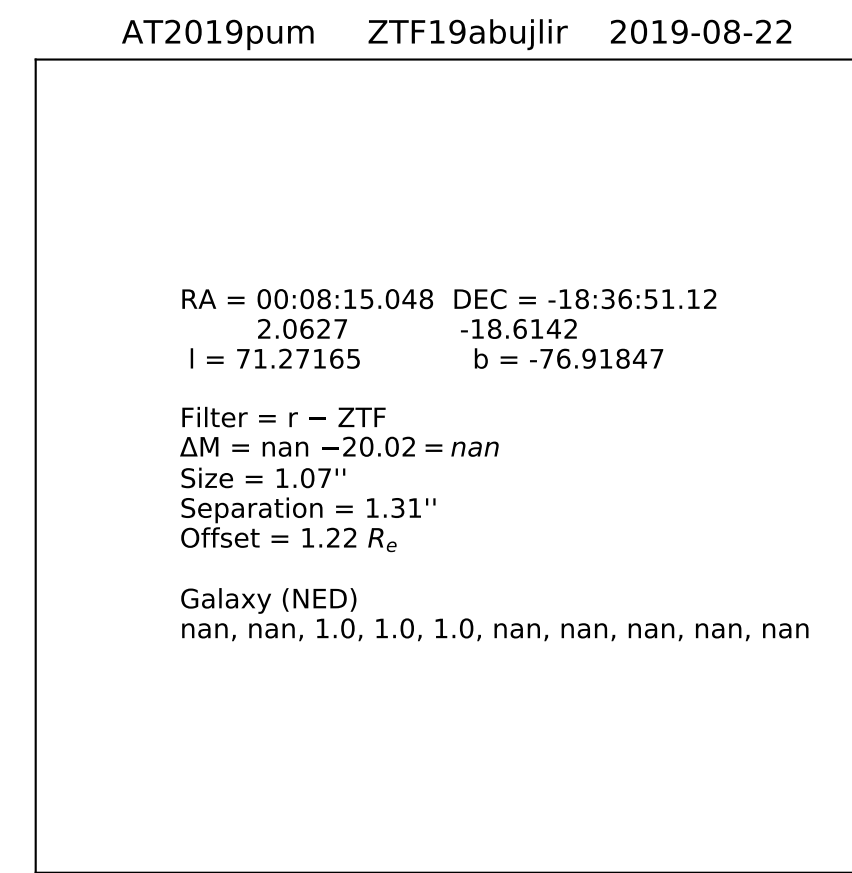 AT2019pum ZTF19abujlir 2019-08-22
RA = 00:08:15.048 DEC = -18:36:51.12
2.0627 -18.6142
l = 71.27165 b = -76.91847
Filter = r − ZTF
ΔM = nan −20.02 = nan
Size = 1.07''
Separation = 1.31''
Offset = 1.22 Re
Galaxy (NED)
nan, nan, 1.0, 1.0, 1.0, nan, nan, nan, nan, nan